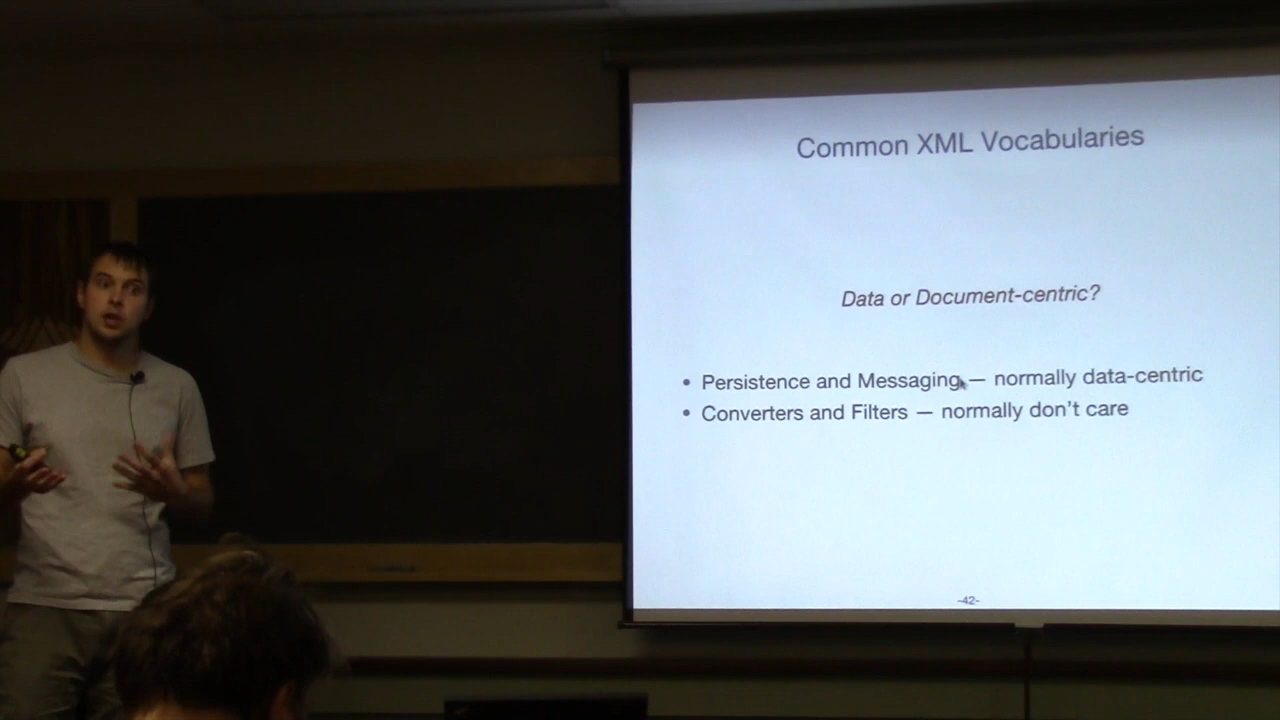 Common XML Vocabularies
Data or Document-centric?
• Persistence and Messaging — normally data-centric
• Converters and Filters — normally don't care
-42-